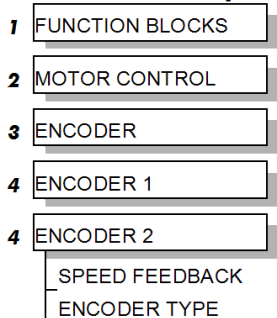 1 FUNCTION BLOCKS
2 MOTOR CONTROL
3 ENCODER
4 ENCODER 1
4 ENCODER 2
SPEED FEEDBACK
ENCODER TYPE